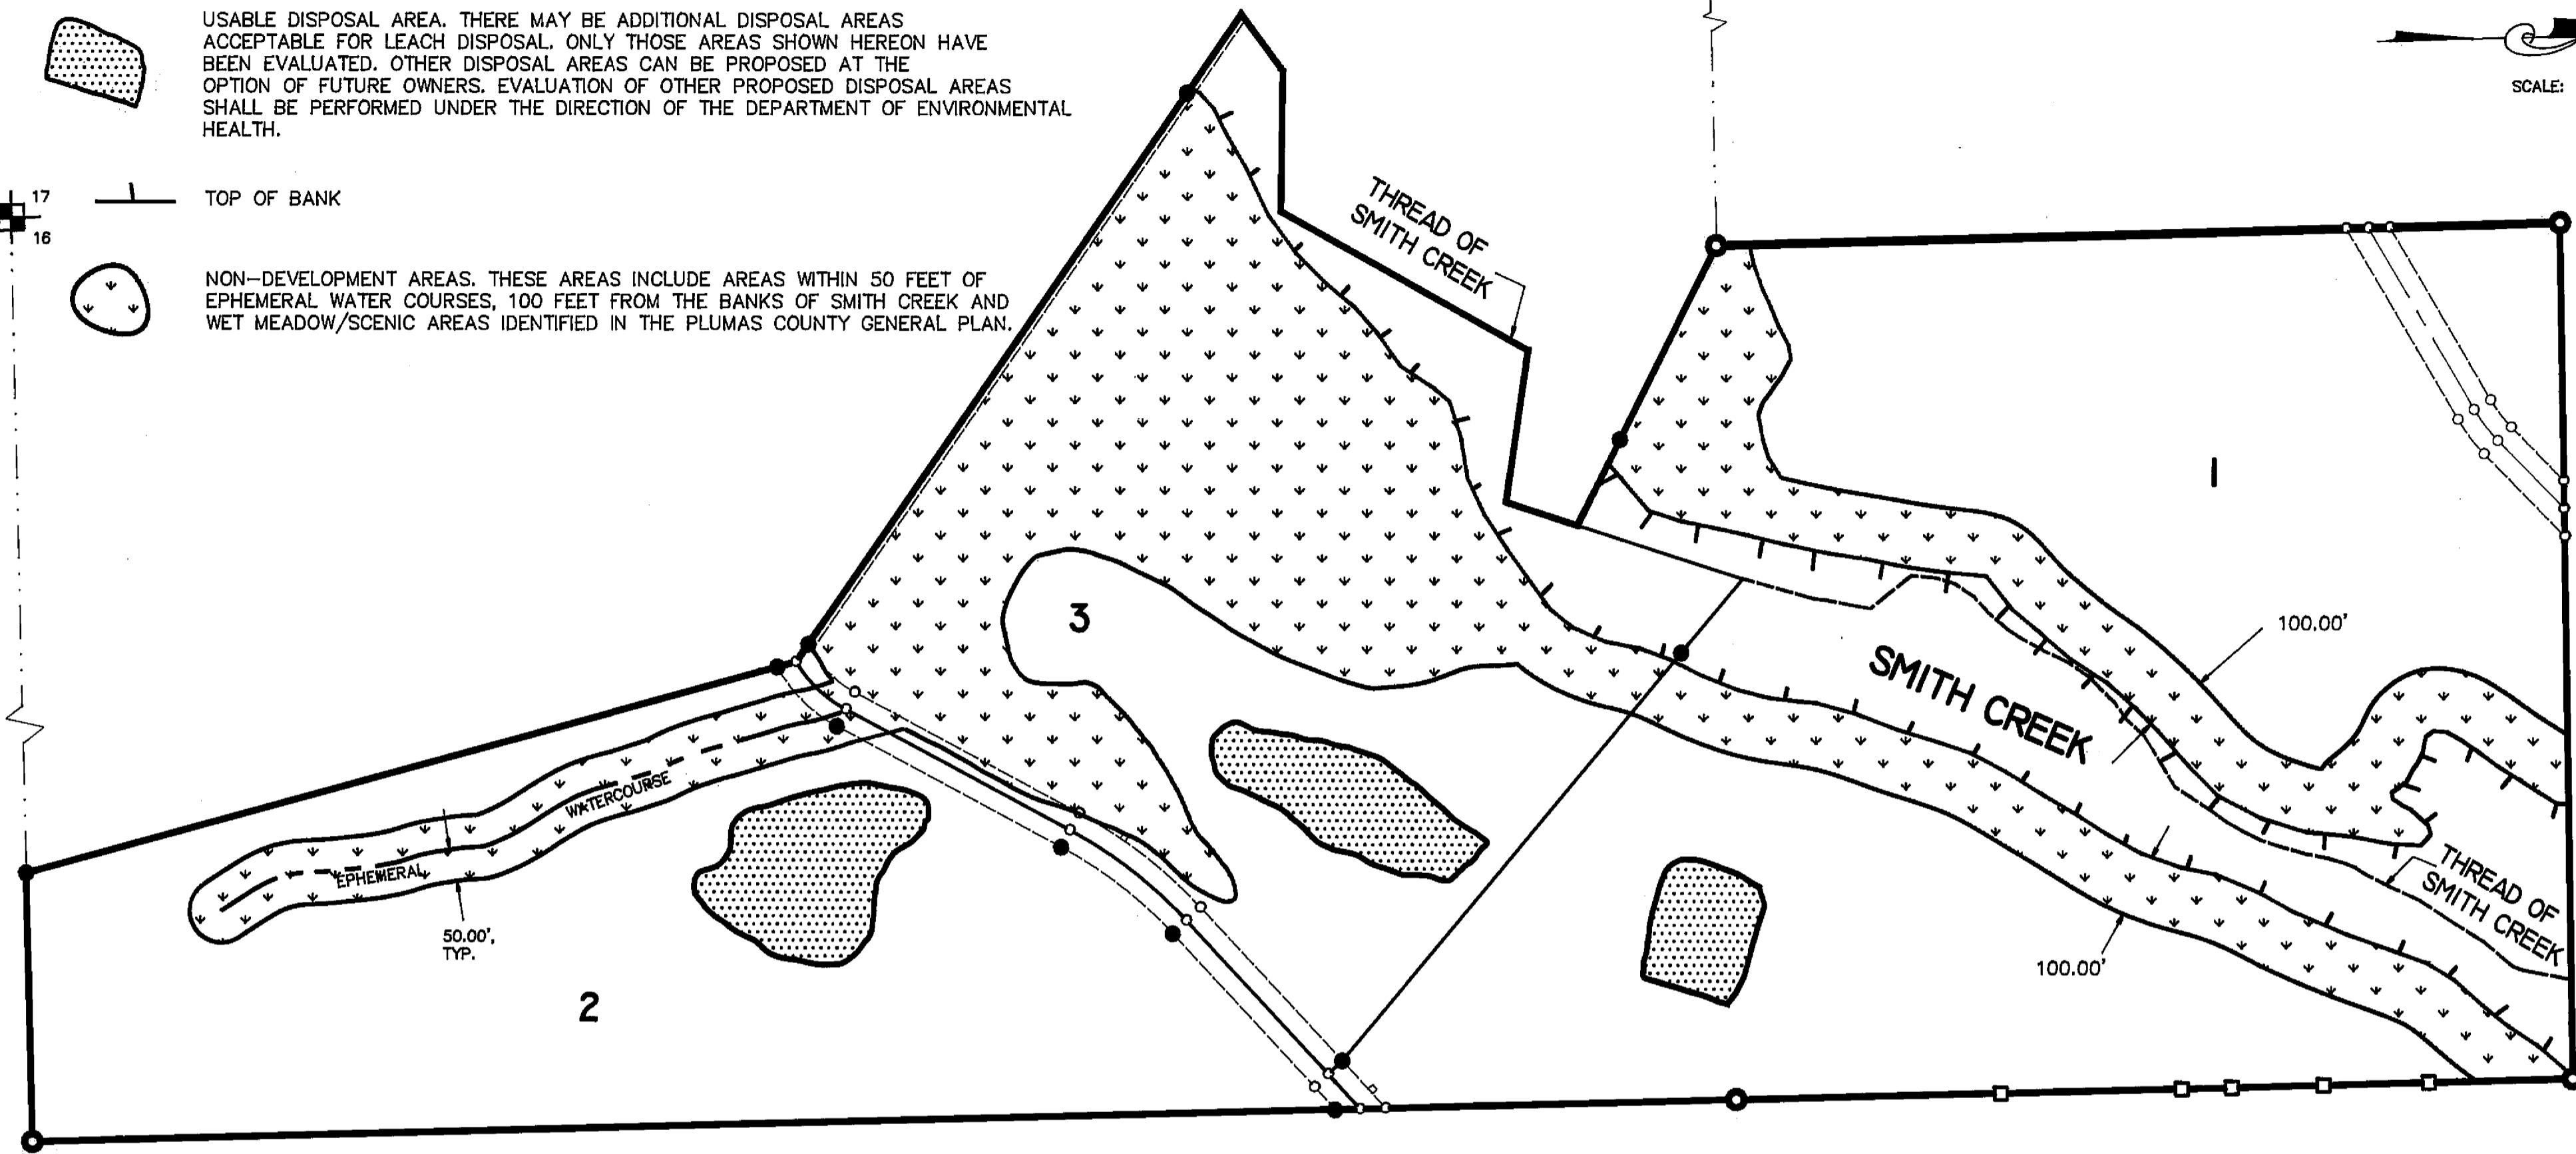 USABLE DISPOSAL AREA. THERE MAY BE ADDITIONAL DISPOSAL AREAS
ACCEPTABLE FOR LEACH DISPOSAL. ONLY THOSE AREAS SHOWN HEREON HAVE
BEEN EVALUATED. OTHER DISPOSAL AREAS CAN BE PROPOSED AT THE
OPTION OF FUTURE OWNERS. EVALUATION OF OTHER PROPOSED DISPOSAL AREAS
SHALL BE PERFORMED UNDER THE DIRECTION OF THE DEPARTMENT OF ENVIRONMENTAL
HEALTH.
SCALE:
17
16
TOP OF BANK
NON-DEVELOPMENT AREAS. THESE AREAS INCLUDE AREAS WITHIN 50 FEET OF
EPHEMERAL WATER COURSES, 100 FEET FROM THE BANKS OF SMITH CREEK AND
WET MEADOW/SCENIC AREAS IDENTIFIED IN THE PLUMAS COUNTY GENERAL PLAN.
THREAD OF
SMITH CREEK
1
3
100.00'
SMITH CREEK
EPHEMERAL
WATERCOURSE
50.00',
TYP.
2
100.00'
THREAD OF
SMITH CREEK